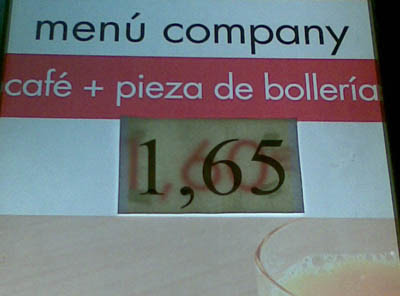 menú company
café + pieza de bollería
1,65